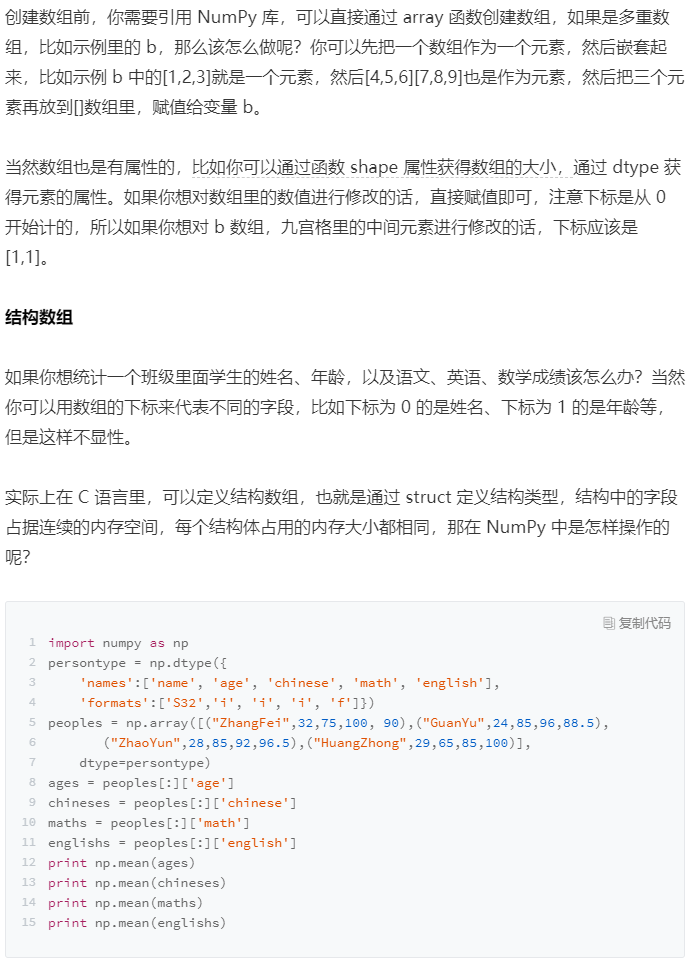 创建数组前，你需要引用 NumPy 库，可以直接通过 array 函数创建数组，如果是多重数
组，比如示例里的 b，那么该怎么做呢？你可以先把一个数组作为一个元素，然后嵌套起
来，比如示例 b 中的[1,2,3]就是一个元素，然后[4,5,6][7,8,9]也是作为元素，然后把三个元
素再放到[]数组里，赋值给变量 b。
当然数组也是有属性的，比如你可以通过函数 shape 属性获得数组的大小，通过 dtype 获
得元素的属性。如果你想对数组里的数值进行修改的话，直接赋值即可，注意下标是从 0
开始计的，所以如果你想对 b 数组，九宫格里的中间元素进行修改的话，下标应该是
[1,1]。
结构数组
如果你想统计一个班级里面学生的姓名、年龄，以及语文、英语、数学成绩该怎么办？当然
你可以用数组的下标来代表不同的字段，比如下标为 0 的是姓名、下标为 1 的是年龄等，
但是这样不显性。
实际上在 C 语言里，可以定义结构数组，也就是通过 struct 定义结构类型，结构中的字段
占据连续的内存空间，每个结构体占用的内存大小都相同，那在 NumPy 中是怎样操作的
呢？
复制代码
1 import numpy as np
2 persontype = np.dtype({
3     'names':['name', 'age', 'chinese', 'math', 'english'],
4     'formats':['S32','i', 'i', 'i', 'f']})
5 peoples = np.array([("ZhangFei",32,75,100, 90),("GuanYu",24,85,96,88.5),
6        ("ZhaoYun",28,85,92,96.5),("HuangZhong",29,65,85,100)],
7     dtype=persontype)
8 ages = peoples[:]['age']
9 chineses = peoples[:]['chinese']
10 maths = peoples[:]['math']
11 englishs = peoples[:]['english']
12 print np.mean(ages)
13 print np.mean(chineses)
14 print np.mean(maths)
15 print np.mean(englishs)